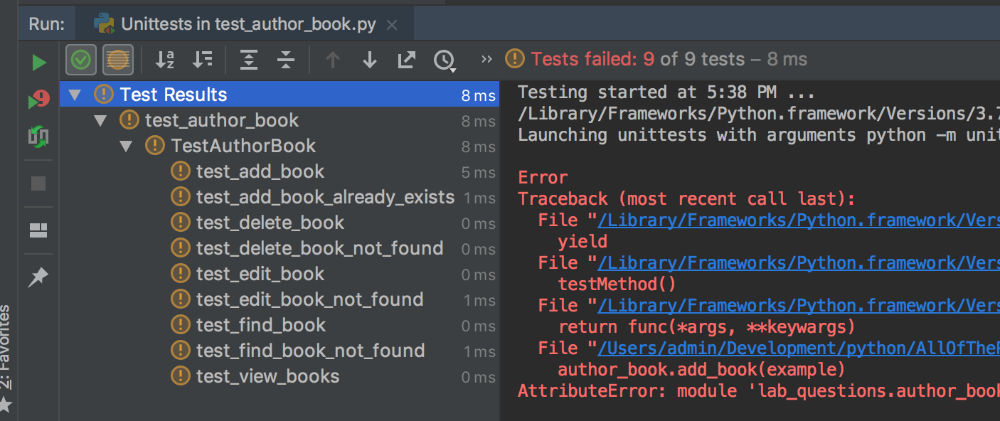 Run: Unittests in test_author_book.py
Tests failed: 9 of 9 tests – 8 ms
Test Results 8 ms
test_author_book 8 ms
TestAuthorBook 8 ms
test_add_book 5 ms
test_add_book_already_exists 1 ms
test_delete_book 0 ms
test_delete_book_not_found 0 ms
test_edit_book 0 ms
test_edit_book_not_found 1 ms
test_find_book 0 ms
test_find_book_not_found 1 ms
test_view_books 0 ms
Testing started at 5:38 PM ...
/Library/Frameworks/Python.framework/Versions/3.7
Launching unittests with arguments python -m unit
Error
Traceback (most recent call last):
File "/Library/Frameworks/Python.framework/Vers
yield
File "/Library/Frameworks/Python.framework/Vers
testMethod()
File "/Library/Frameworks/Python.framework/Vers
return func(*args, **keywargs)
File "/Users/admin/Development/python/AllOfTheP
author_book.add_book(example)
AttributeError: module 'lab_questions.author_book
2: Favorites